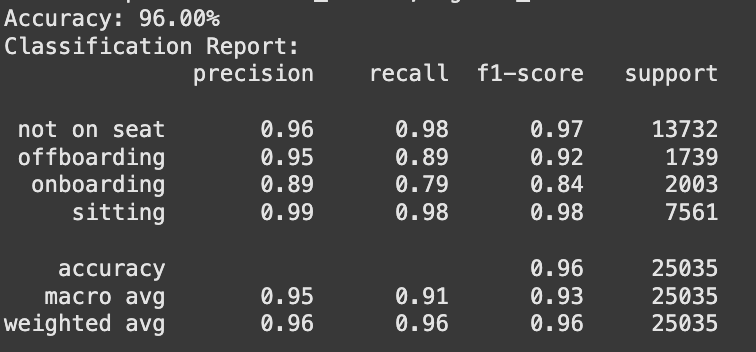 Accuracy: 96.00%
Classification Report:
precision recall f1-score support
not on seat 0.96 0.98 0.97 13732
offboarding 0.95 0.89 0.92 1739
onboarding 0.89 0.79 0.84 2003
sitting 0.99 0.98 0.98 7561
accuracy 0.96 25035
macro avg 0.95 0.91 0.93 25035
weighted avg 0.96 0.96 0.96 25035